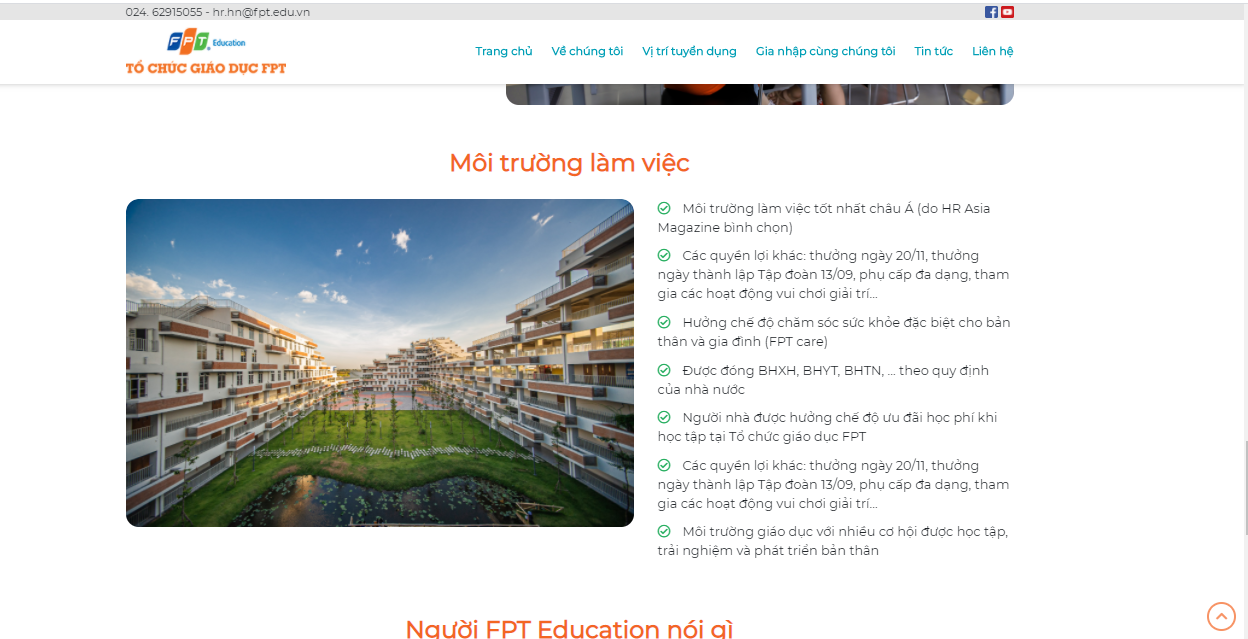 024. 62915055 - hr.hn@fpt.edu.vn
FPT Education
TỔ CHỨC GIÁO DỤC FPT
Trang chủ Về chúng tôi Vị trí tuyển dụng Gia nhập cùng chúng tôi Tin tức Liên hệ
Môi trường làm việc
Môi trường làm việc tốt nhất châu Á (do HR Asia
Magazine bình chọn)
Các quyền lợi khác: thưởng ngày 20/11, thưởng
ngày thành lập Tập đoàn 13/09, phụ cấp đa dạng, tham
gia các hoạt động vui chơi giải trí...
Hưởng chế độ chăm sóc sức khỏe đặc biệt cho bản
thân và gia đình (FPT care)
Được đóng BHXH, BHYT, BHTN, ... theo quy định
của nhà nước
Người nhà được hưởng chế độ ưu đãi học phí khi
học tập tại Tổ chức giáo dục FPT
Các quyền lợi khác: thưởng ngày 20/11, thưởng
ngày thành lập Tập đoàn 13/09, phụ cấp đa dạng, tham
gia các hoạt động vui chơi giải trí...
Môi trường giáo dục với nhiều cơ hội được học tập,
trải nghiệm và phát triển bản thân
Người FPT Education nói gì